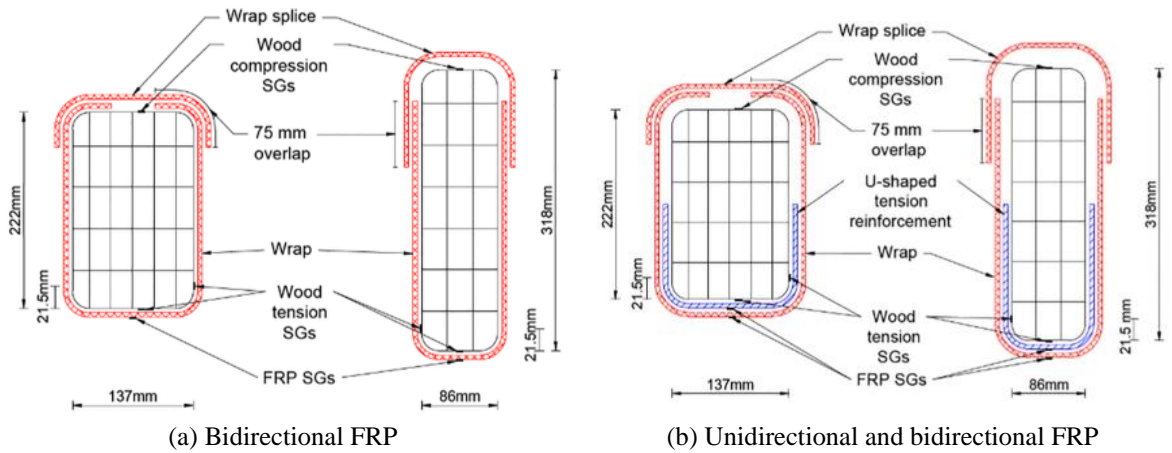 Wrap splice
Wood
compression
SGs
75 mm
overlap
Wrap
Wood
tension
SGs
FRP SGs
222mm
21.5mm
137mm
318mm
21.5mm
86mm
(a) Bidirectional FRP
Wrap splice
Wood
compression
SGs
75 mm
overlap
U-shaped
tension
reinforcement
Wrap
Wood
tension
SGs
FRP SGs
222mm
21.5mm
137mm
318mm
21.5 mm
86mm
(b) Unidirectional and bidirectional FRP